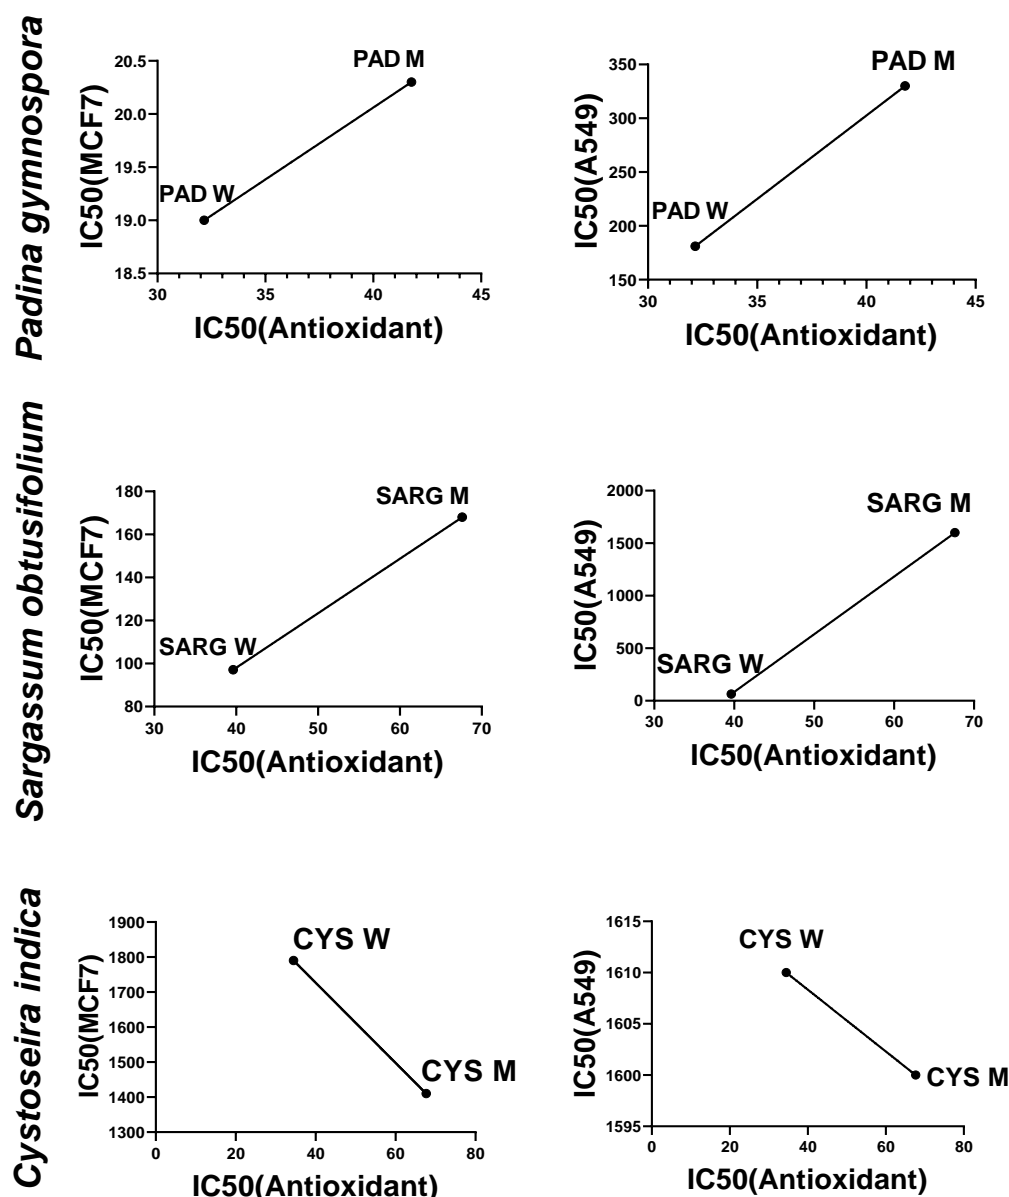 Padina gymnospora
IC50(MCF7)
20.5
20.0
19.5
19.0
18.5
PAD M
PAD W
30 35 40 45
IC50(Antioxidant)
IC50(A549)
350
300
250
200
150
PAD M
PAD W
30 35 40 45
IC50(Antioxidant)
Sargassum obtusifolium
IC50(MCF7)
180
160
140
120
100
80
SARG M
SARG W
30 40 50 60 70
IC50(Antioxidant)
IC50(A549)
2000
1500
1000
500
0
SARG M
SARG W
30 40 50 60 70
IC50(Antioxidant)
Cystoseira indica
IC50(MCF7)
1900
1800
1700
1600
1500
1400
1300
CYS W
CYS M
0 20 40 60 80
IC50(Antioxidant)
IC50(A549)
1615
1610
1605
1600
1595
CYS W
CYS M
0 20 40 60 80
IC50(Antioxidant)